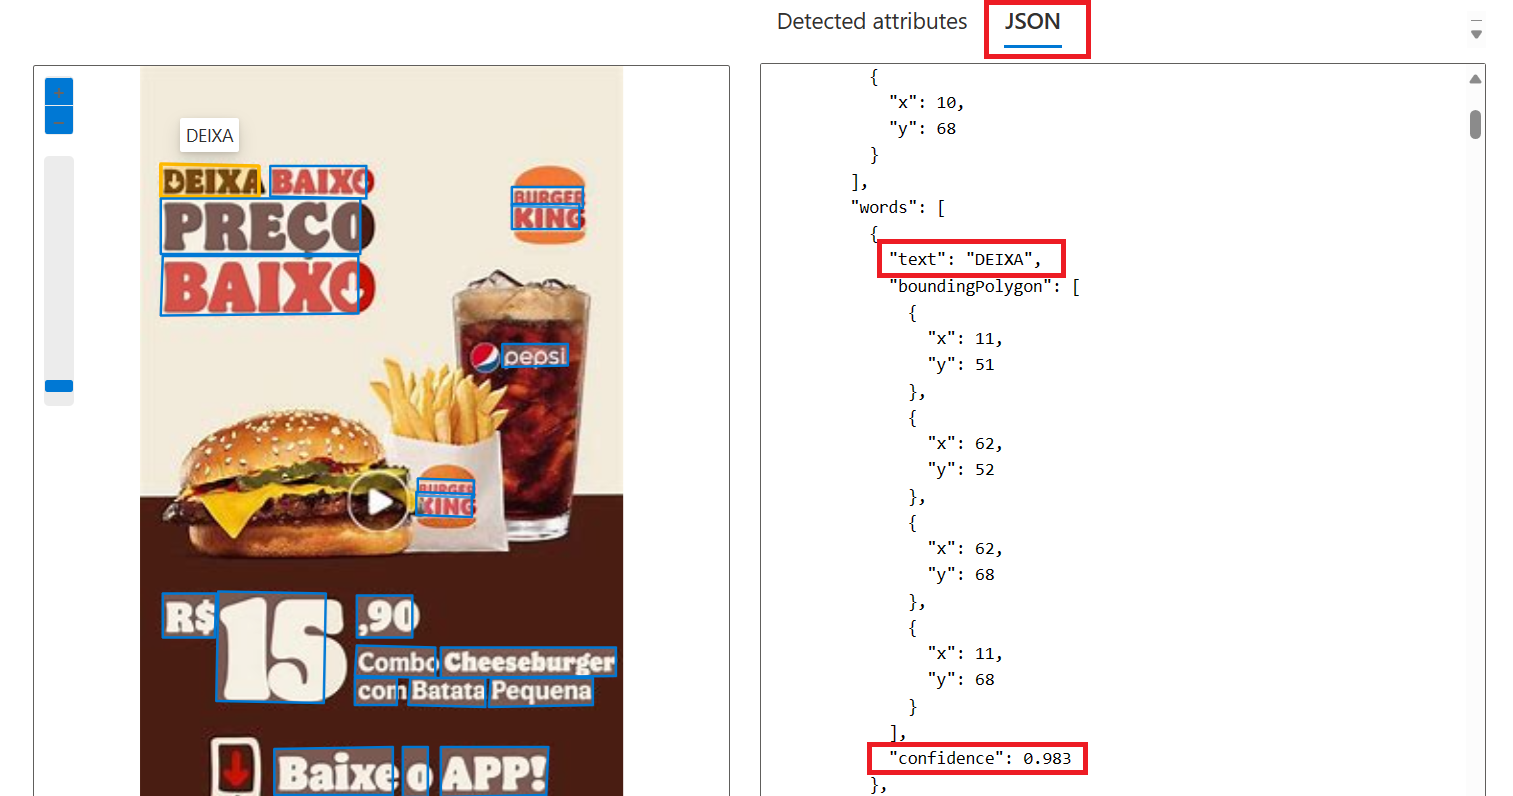 Detected attributes JSON
+
−
DEIXA
DEIXA BAIXO
PREÇO
BAIXO
BURGER
KING
pepsi
BURGER
KING
R$15,90
Combo Cheeseburger
com Batata Pequena
Baixe o APP!
{
"x": 10,
"y": 68
}
],
"words": [
{
"text": "DEIXA",
"boundingPolygon": [
{
"x": 11,
"y": 51
},
{
"x": 62,
"y": 52
},
{
"x": 62,
"y": 68
},
{
"x": 11,
"y": 68
}
],
"confidence": 0.983
},